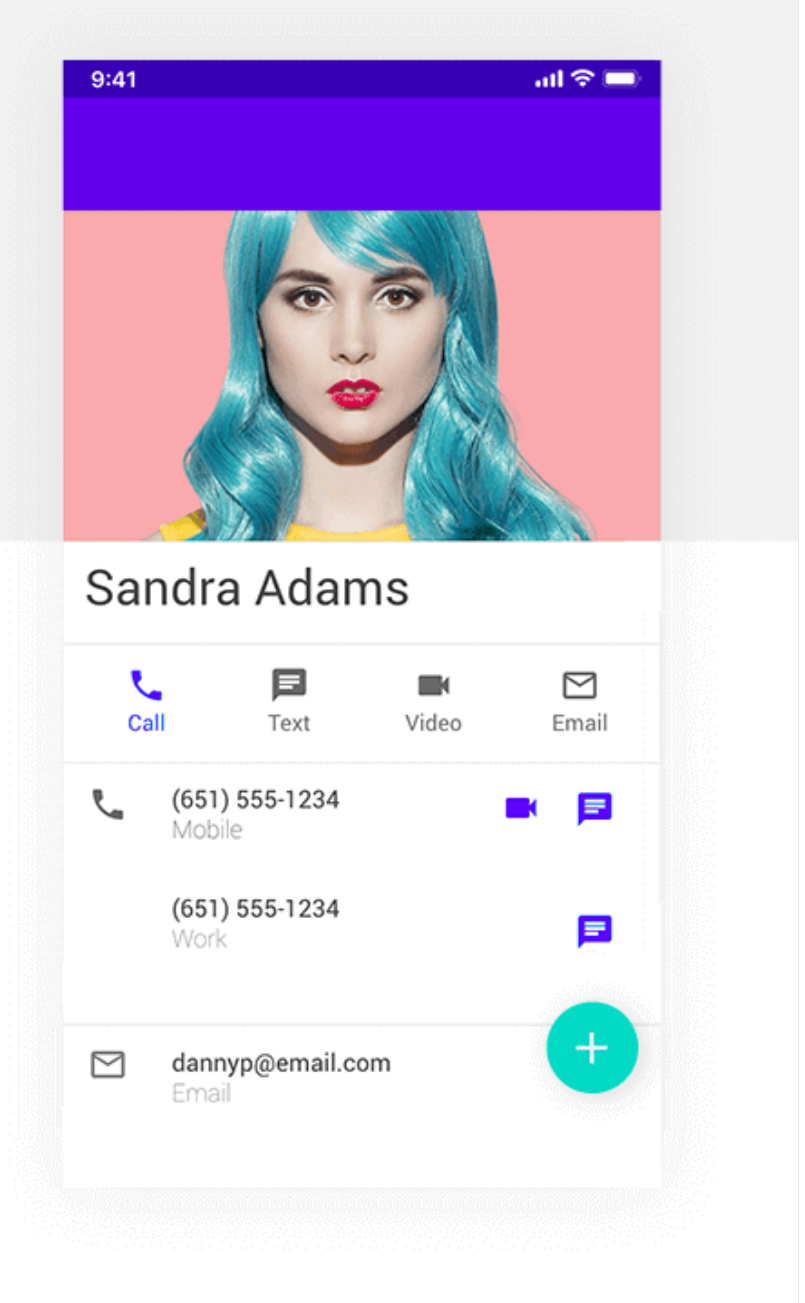 9:41
Sandra Adams
Call Text Video Email
(651) 555-1234
Mobile
(651) 555-1234
Work
dannyp@email.com
Email